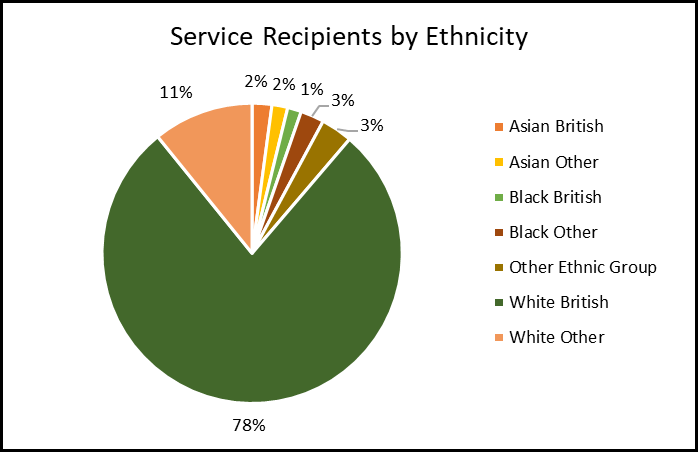 Service Recipients by Ethnicity
11%
2%
2%
1%
3%
3%
78%
Asian British
Asian Other
Black British
Black Other
Other Ethnic Group
White British
White Other